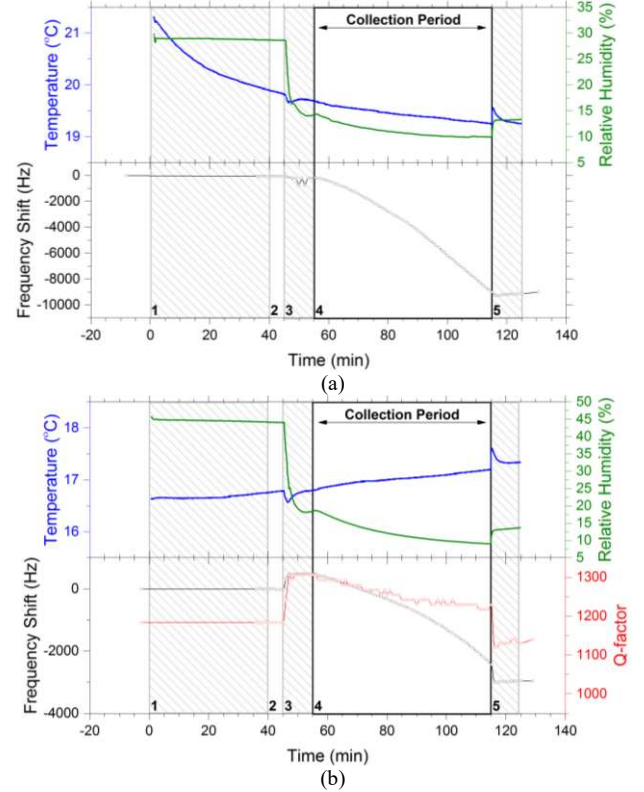 Collection Period
Temperature (°C)
21
20
19
Relative Humidity (%)
35
30
25
20
15
10
5
Frequency Shift (Hz)
0
-2000
-4000
-6000
-8000
-10000
1 2 3 4 5
-20 0 20 40 60 80 100 120 140
Time (min)
(a)
Collection Period
Temperature (°C)
18
17
16
Relative Humidity (%)
50
45
40
35
30
25
20
15
10
5
Frequency Shift (Hz)
0
-2000
-4000
Q-factor
1300
1200
1100
1000
1 2 3 4 5
-20 0 20 40 60 80 100 120 140
Time (min)
(b)